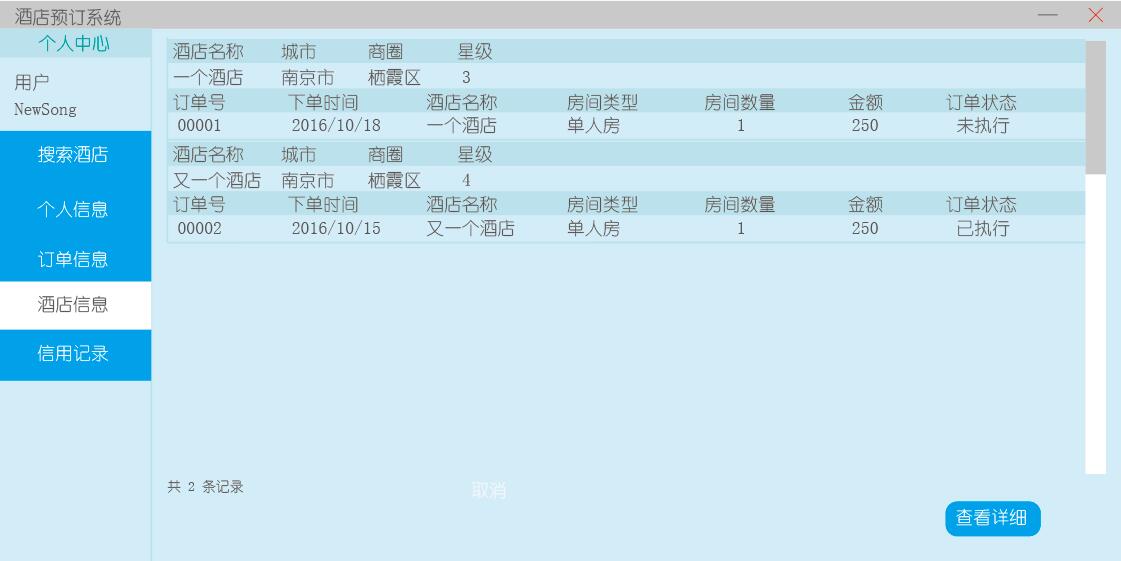 酒店预订系统
个人中心
用户
NewSong
搜索酒店
个人信息
订单信息
酒店信息
信用记录
酒店名称 城市 商圈 星级
一个酒店 南京市 栖霞区 3
订单号 下单时间 酒店名称 房间类型 房间数量 金额 订单状态
00001 2016/10/18 一个酒店 单人房 1 250 未执行
酒店名称 城市 商圈 星级
又一个酒店 南京市 栖霞区 4
订单号 下单时间 酒店名称 房间类型 房间数量 金额 订单状态
00002 2016/10/15 又一个酒店 单人房 1 250 已执行
共 2 条记录
取消
查看详细